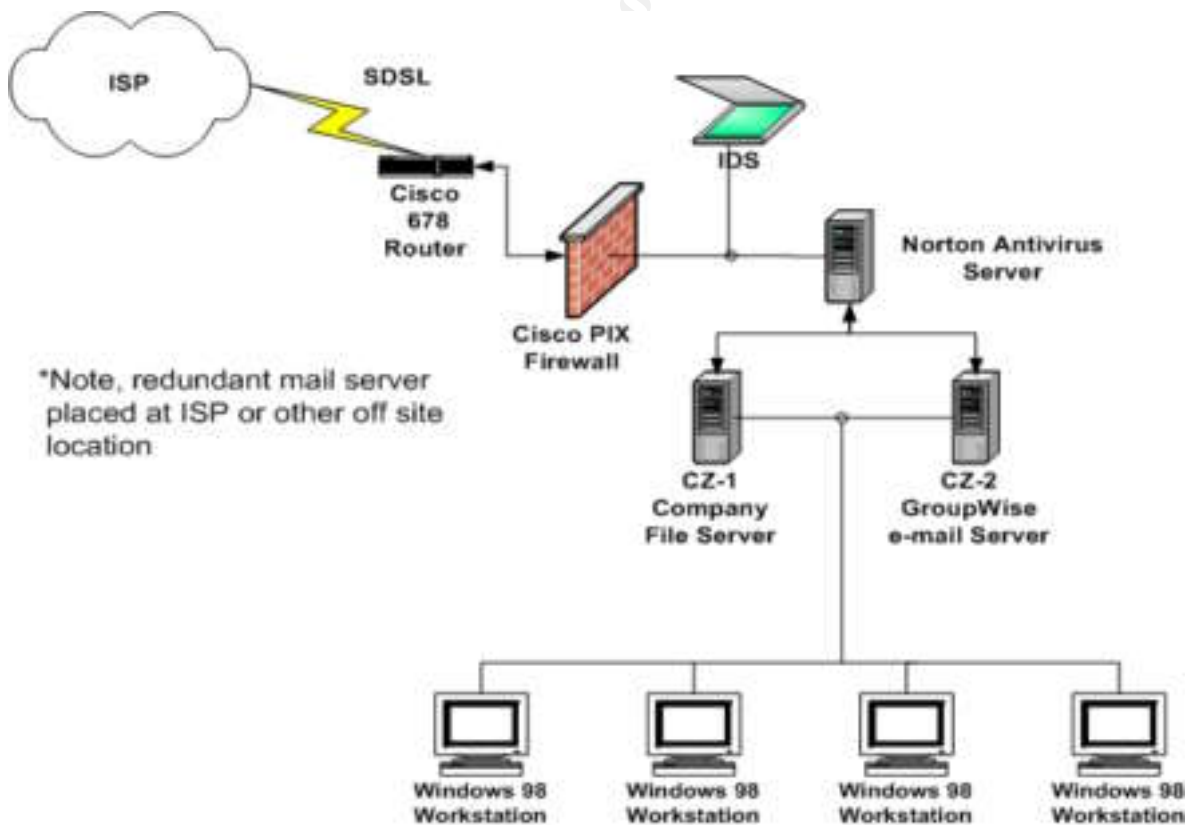 ISP
SDSL
IDS
Cisco
678
Router
Norton Antivirus
Server
Cisco PIX
Firewall
*Note, redundant mail server
placed at ISP or other off site
location
CZ-1
Company
File Server
CZ-2
GroupWise
e-mail Server
Windows 98
Workstation
Windows 98
Workstation
Windows 98
Workstation
Windows 98
Workstation